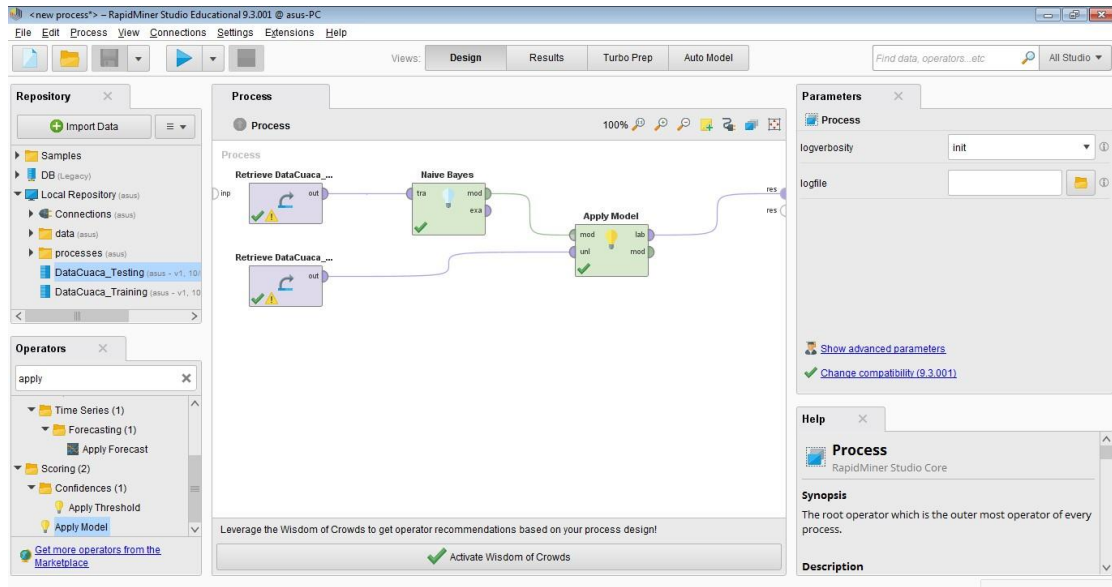 <new process*> – RapidMiner Studio Educational 9.3.001 @ asus-PC
File Edit Process View Connections Settings Extensions Help
Views: Design Results Turbo Prep Auto Model
Find data, operators...etc All Studio
Repository
Import Data
Samples
DB (Legacy)
Local Repository (asus)
Connections (asus)
data (asus)
processes (asus)
DataCuaca_Testing (asus - v1, 10/
DataCuaca_Training (asus - v1, 10
Operators
apply
Time Series (1)
Forecasting (1)
Apply Forecast
Scoring (2)
Confidences (1)
Apply Threshold
Apply Model
Get more operators from the
Marketplace
Process
Process
100%
Process
Retrieve DataCuaca_...
Naive Bayes
inp
out
tra
mod
exa
res
res
Apply Model
mod
lab
unl
mod
Retrieve DataCuaca_...
out
Leverage the Wisdom of Crowds to get operator recommendations based on your process design!
Activate Wisdom of Crowds
Parameters
Process
logverbosity init
logfile
Show advanced parameters
Change compatibility (9.3.001)
Help
Process
RapidMiner Studio Core
Synopsis
The root operator which is the outer most operator of every
process.
Description